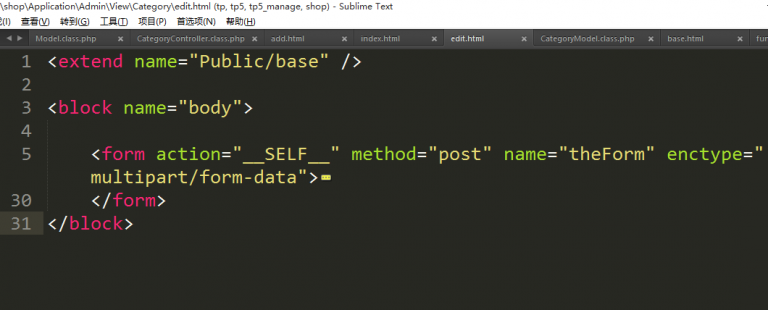 \shop\Application\Admin\View\Category\edit.html (tp, tp5, tp5_manage, shop) - Sublime Text
(I) 查看(V) 转到(G) 工具(T) 项目(P) 首选项(N) 帮助(H)
Model.class.php × CategoryController.class.php × add.html × index.html × edit.html × CategoryModel.class.php × base.html × fun
1 <extend name="Public/base" />
2
3 <block name="body">
4
5 <form action="__SELF__" method="post" name="theForm" enctype="
multipart/form-data">
30 </form>
31 </block>